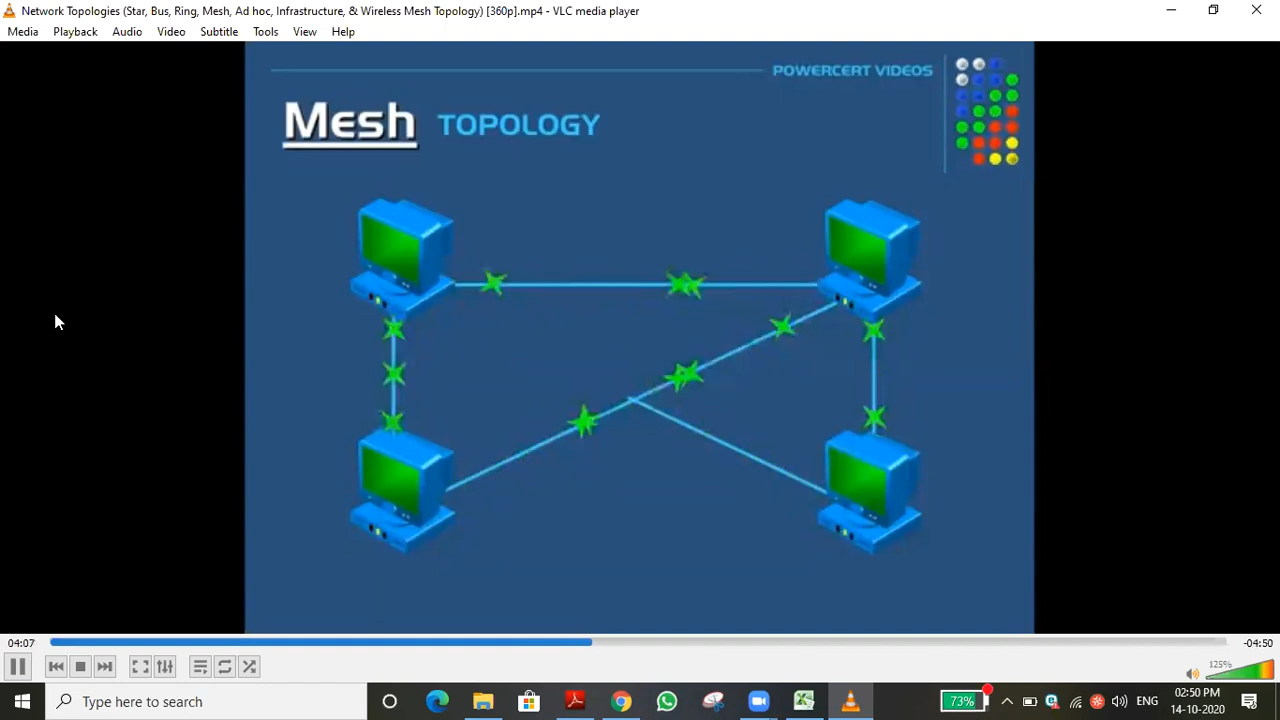 Network Topologies (Star, Bus, Ring, Mesh, Ad hoc, Infrastructure, & Wireless Mesh Topology) [360p].mp4 - VLC media player
Media Playback Audio Video Subtitle Tools View Help
POWERCERT VIDEOS
Mesh TOPOLOGY
04:07
-04:50
125%
Type here to search
73%
ENG
02:50 PM
14-10-2020